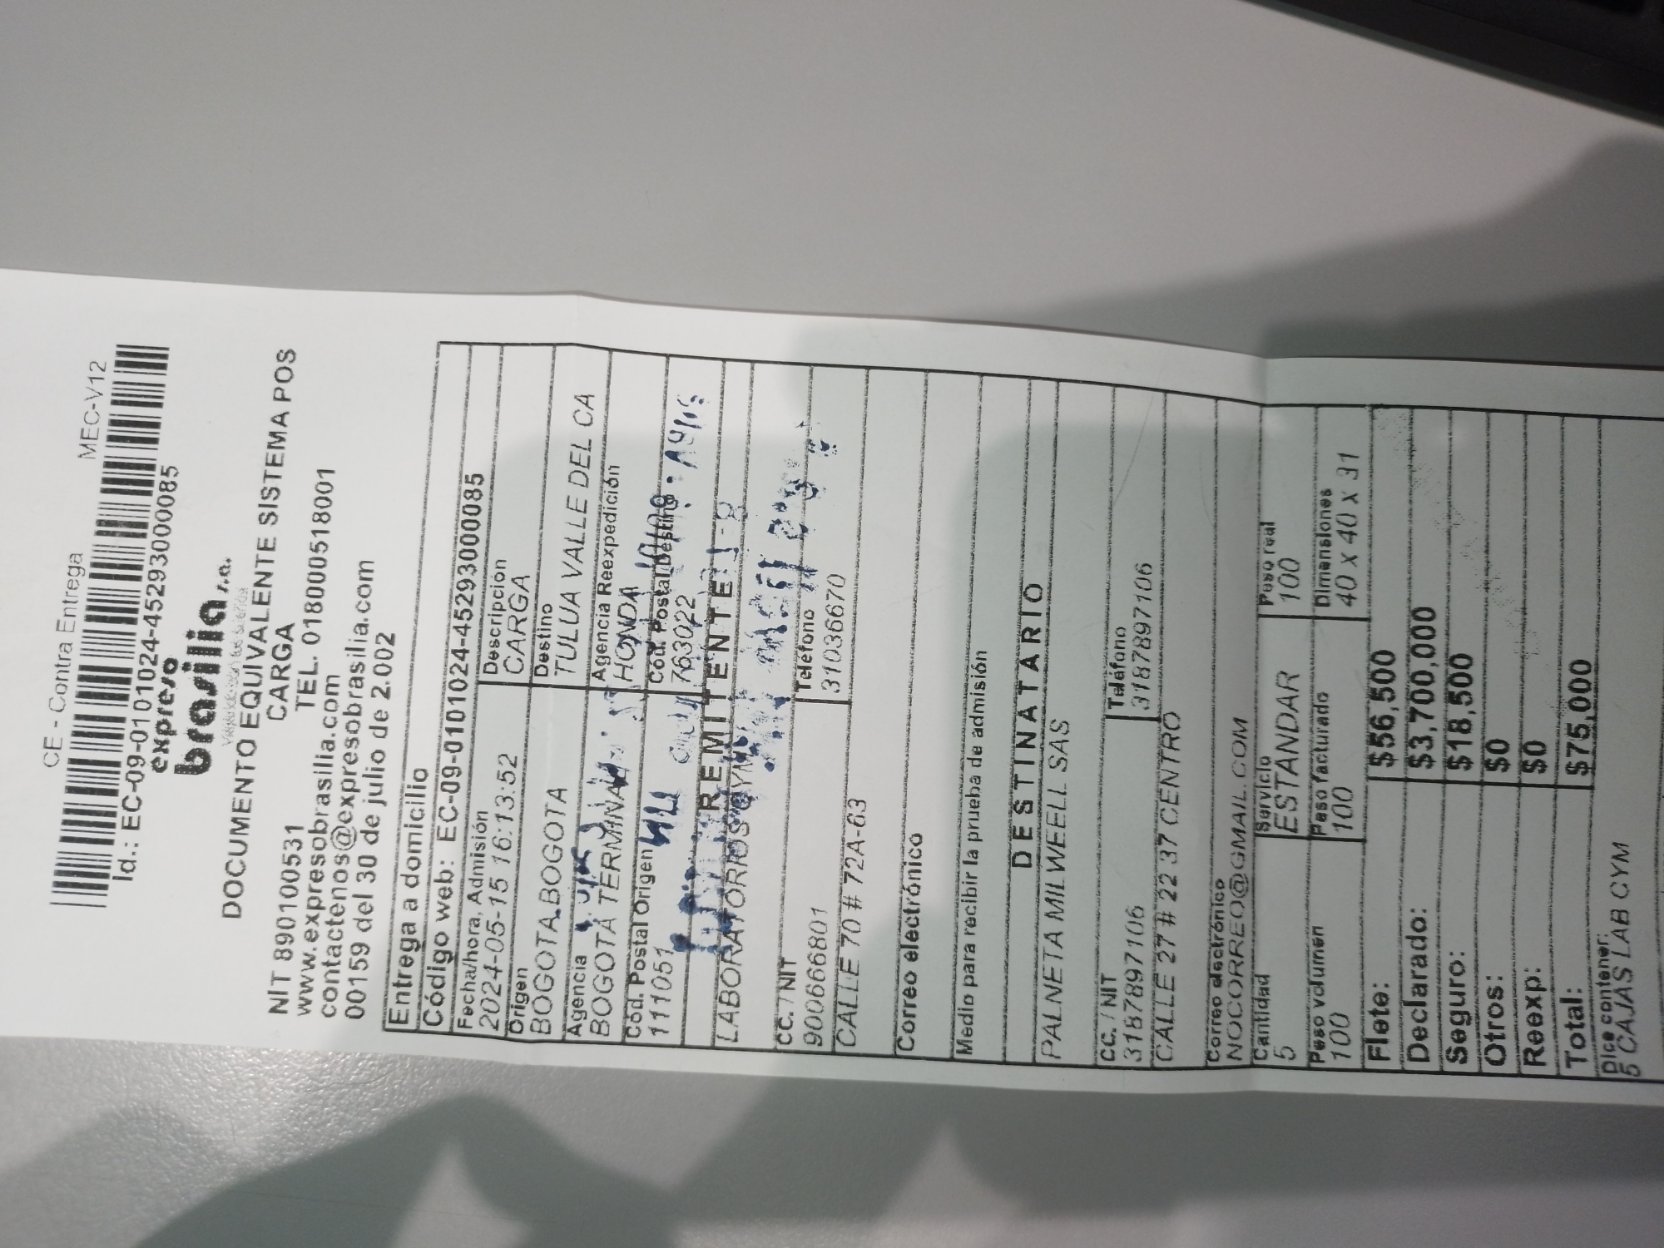 CE - Contra Entrega MEC-V12
Id.: EC-09-0101024-45293000085
expreso
brasilia s.a.
DOCUMENTO EQUIVALENTE SISTEMA POS
CARGA
NIT 890100531 TEL. 018000518001
www.expresobrasilia.com
contactenos@expresobrasilia.com
00159 del 30 de julio de 2.002
Entrega a domicilio
Código web: EC-09-0101024-45293000085
Fecha/hora, Admisión Descripción
2024-05-15 16:13:52 CARGA
Origen Destino
BOGOTA.BOGOTA TULUA VALLE DEL CA
Agencia Agencia Reexpedición
BOGOTA TERMINAL HONDA
Cód. Postal Origen Cód. Postal Destino
111051 763022
REMITENTE
LABORATORIOS CYM
CC. / NIT Teléfono
900666801 31036670
CALLE 70 # 72A-63
Correo electrónico
Medio para recibir la prueba de admisión
DESTINATARIO
PALNETA MILWEELL SAS
CC. / NIT Teléfono
3187897106 3187897106
CALLE 27 # 22 37 CENTRO
Correo electrónico
NOCORREO@GMAIL.COM
Cantidad Servicio Peso real
5 ESTANDAR 100
Peso volumen Peso facturado Dimensiones
100 100 40 x 40 x 31
Flete: $56,500
Declarado: $3,700,000
Seguro: $18,500
Otros: $0
Reexp: $0
Total: $75,000
Dice contener:
5 CAJAS LAB CYM